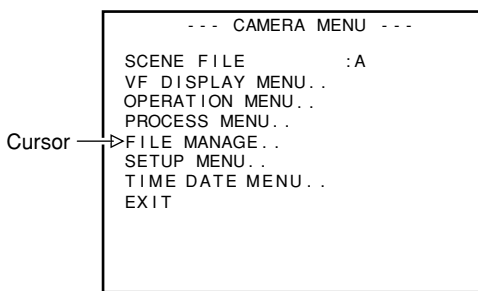 --- CAMERA MENU ---
SCENE FILE :A
VF DISPLAY MENU..
OPERATION MENU..
PROCESS MENU..
Cursor
FILE MANAGE..
SETUP MENU..
TIME DATE MENU..
EXIT